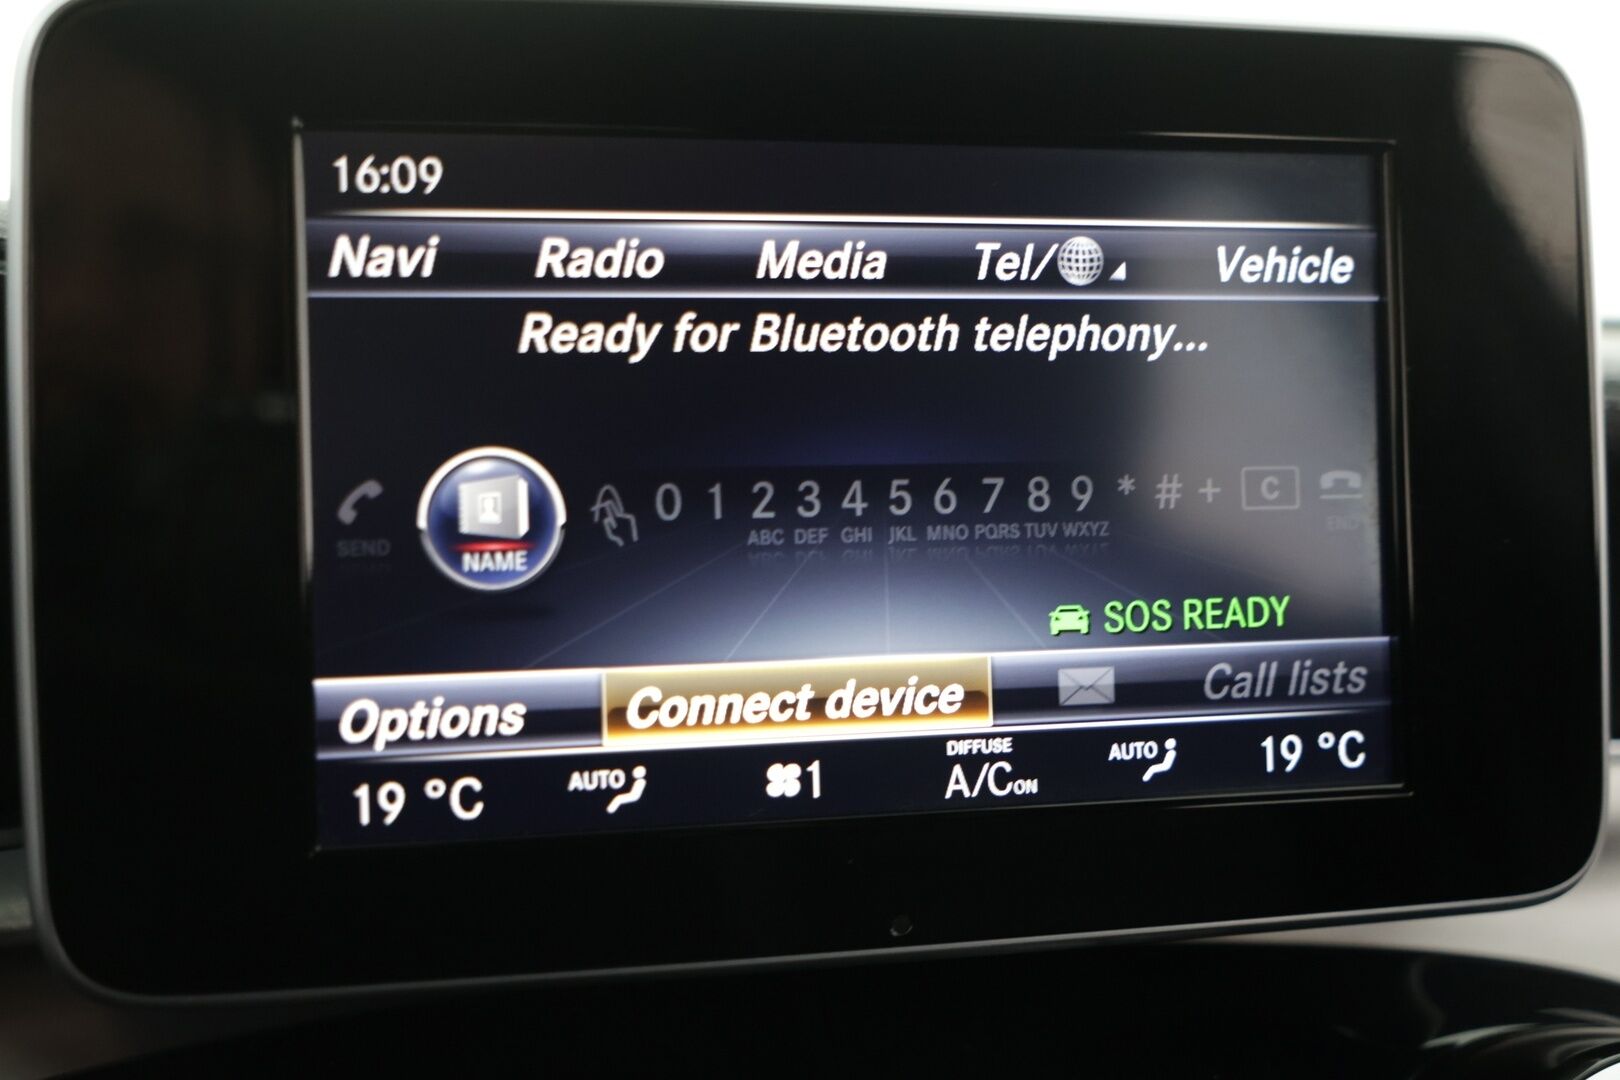 16:09
Navi Radio Media Tel/ Vehicle
Ready for Bluetooth telephony...
0 1 2 3 4 5 6 7 8 9 * # + C
SEND NAME ABC DEF GHI JKL MNO PQRS TUV WXYZ END
SOS READY
Options Connect device Call lists
19 °C AUTO 1 DIFFUSE A/C ON AUTO 19 °C